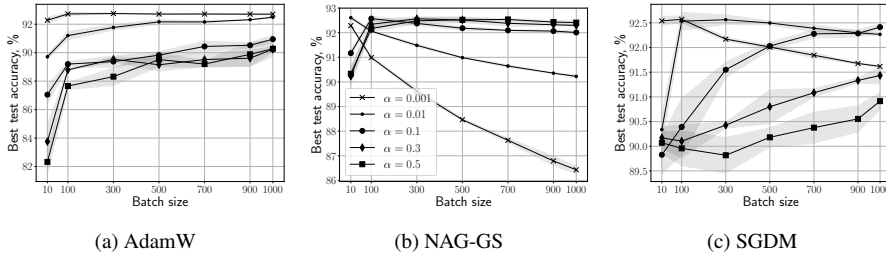 92
90
88
86
84
82
Best test accuracy, %
10 100 300 500 700 900 1000
Batch size
(a) AdamW
93
92
91
90
89
88
87
86
Best test accuracy, %
α = 0.001
α = 0.01
α = 0.1
α = 0.3
α = 0.5
10 100 300 500 700 900 1000
Batch size
(b) NAG-GS
92.5
92.0
91.5
91.0
90.5
90.0
89.5
Best test accuracy, %
10 100 300 500 700 900 1000
Batch size
(c) SGDM